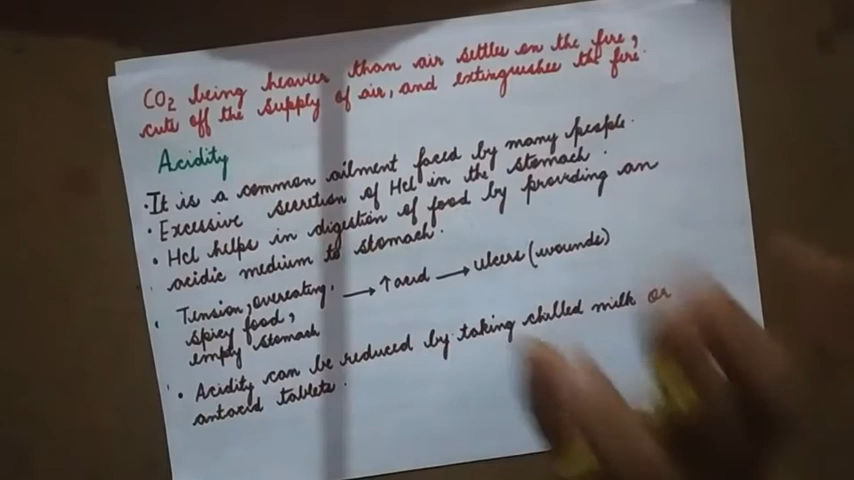 CO2 being heavier than air settles on the fire,
cuts off the supply of air, and extinguishes the fire.
Acidity
• It is a common ailment faced by many people.
• Excessive secretion of Hcl in the stomach.
• Hcl helps in digestion of food by providing an
acidic medium to stomach.
• Tension, overeating,
spicy food, → ↑ acid → ulcers (wounds)
empty stomach
• Acidity can be reduced by taking chilled milk or
antacid tablets.